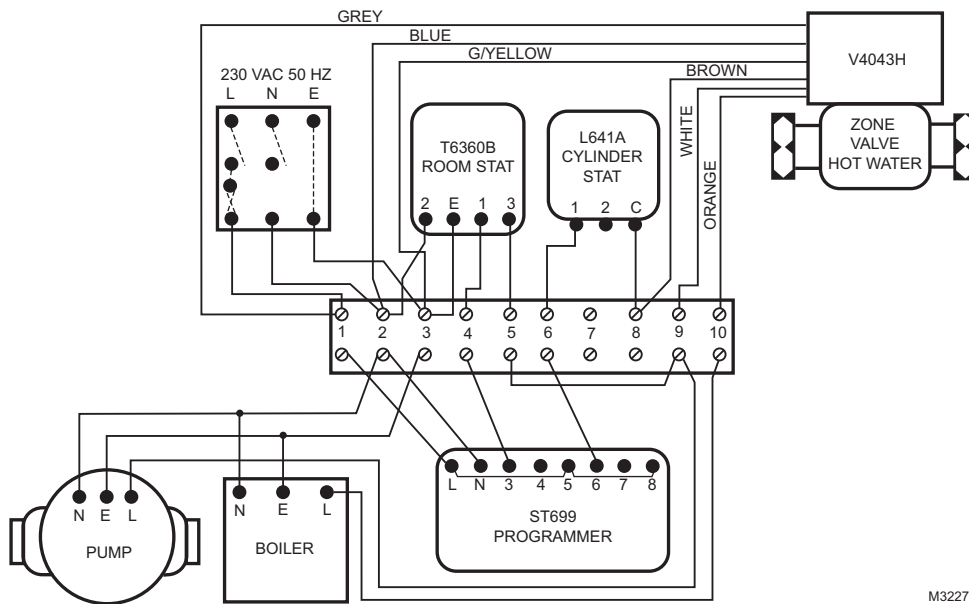 GREY
BLUE
G/YELLOW
BROWN
WHITE
ORANGE
V4043H
ZONE
VALVE
HOT WATER
230 VAC 50 HZ
L N E
T6360B
ROOM STAT
2 E 1 3
L641A
CYLINDER
STAT
1 2 C
1 2 3 4 5 6 7 8 9 10
L N 3 4 5 6 7 8
ST699
PROGRAMMER
N E L
PUMP
N E L
BOILER
M3227